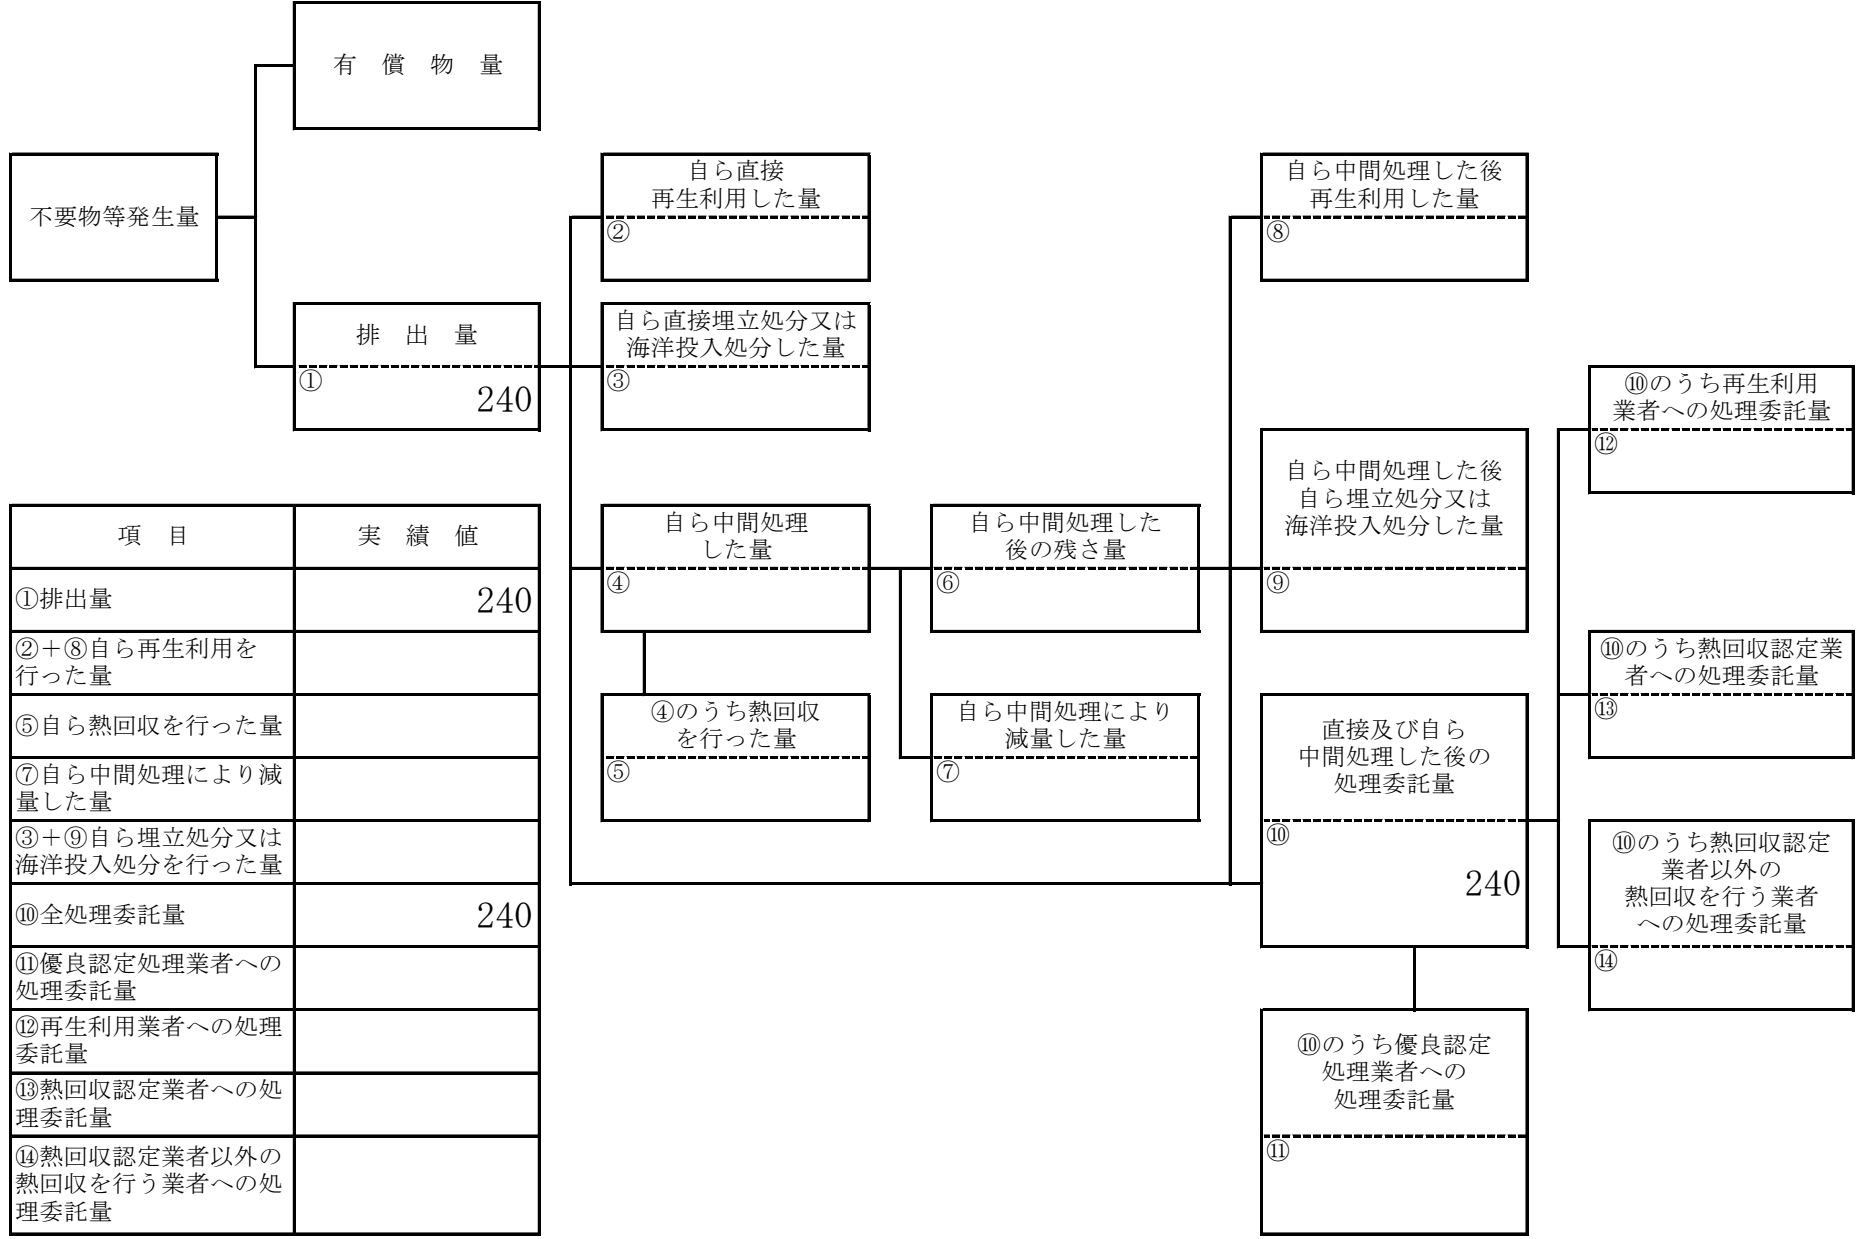 有償物量
不要物等発生量
排出量
①
240
自ら直接
再生利用した量
②
自ら直接埋立処分又は
海洋投入処分した量
③
自ら中間処理
した量
④
④のうち熱回収
を行った量
⑤
自ら中間処理した
後の残さ量
⑥
自ら中間処理により
減量した量
⑦
自ら中間処理した後
再生利用した量
⑧
自ら中間処理した後
自ら埋立処分又は
海洋投入処分した量
⑨
直接及び自ら
中間処理した後の
処理委託量
⑩
240
⑩のうち優良認定
処理業者への
処理委託量
⑪
⑩のうち再生利用
業者への処理委託量
⑫
⑩のうち熱回収認定業
者への処理委託量
⑬
⑩のうち熱回収認定
業者以外の
熱回収を行う業者
への処理委託量
⑭
項目 実績値
①排出量 240
②＋⑧自ら再生利用を
行った量
⑤自ら熱回収を行った量
⑦自ら中間処理により減
量した量
③＋⑨自ら埋立処分又は
海洋投入処分を行った量
⑩全処理委託量 240
⑪優良認定処理業者への
処理委託量
⑫再生利用業者への処理
委託量
⑬熱回収認定業者への処
理委託量
⑭熱回収認定業者以外の
熱回収を行う業者への処
理委託量